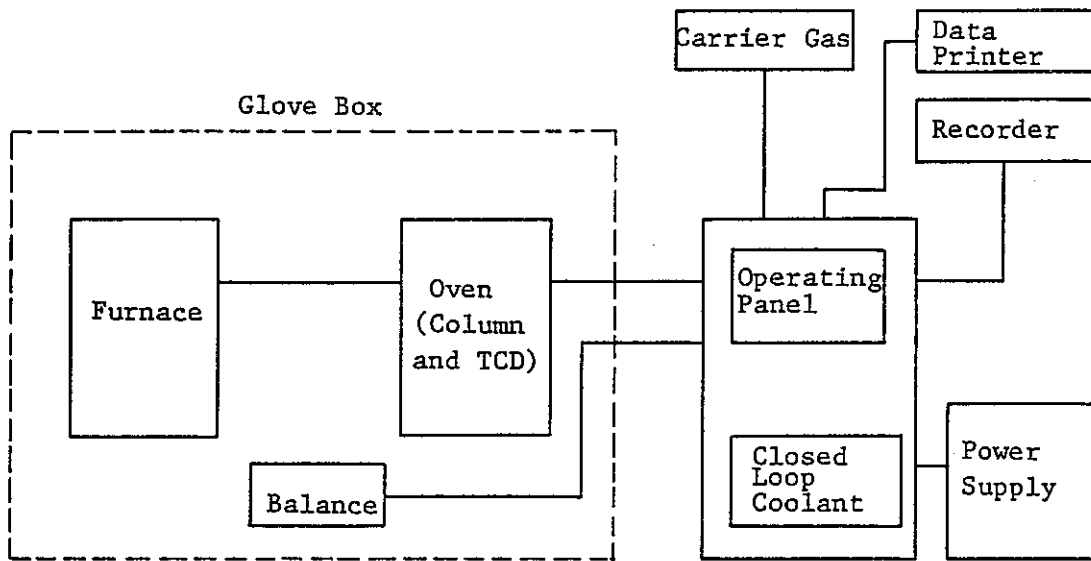 Carrier Gas
Data
Printer
Glove Box
Recorder
Furnace
Oven
(Column
and TCD)
Operating
Panel
Balance
Closed
Loop
Coolant
Power
Supply